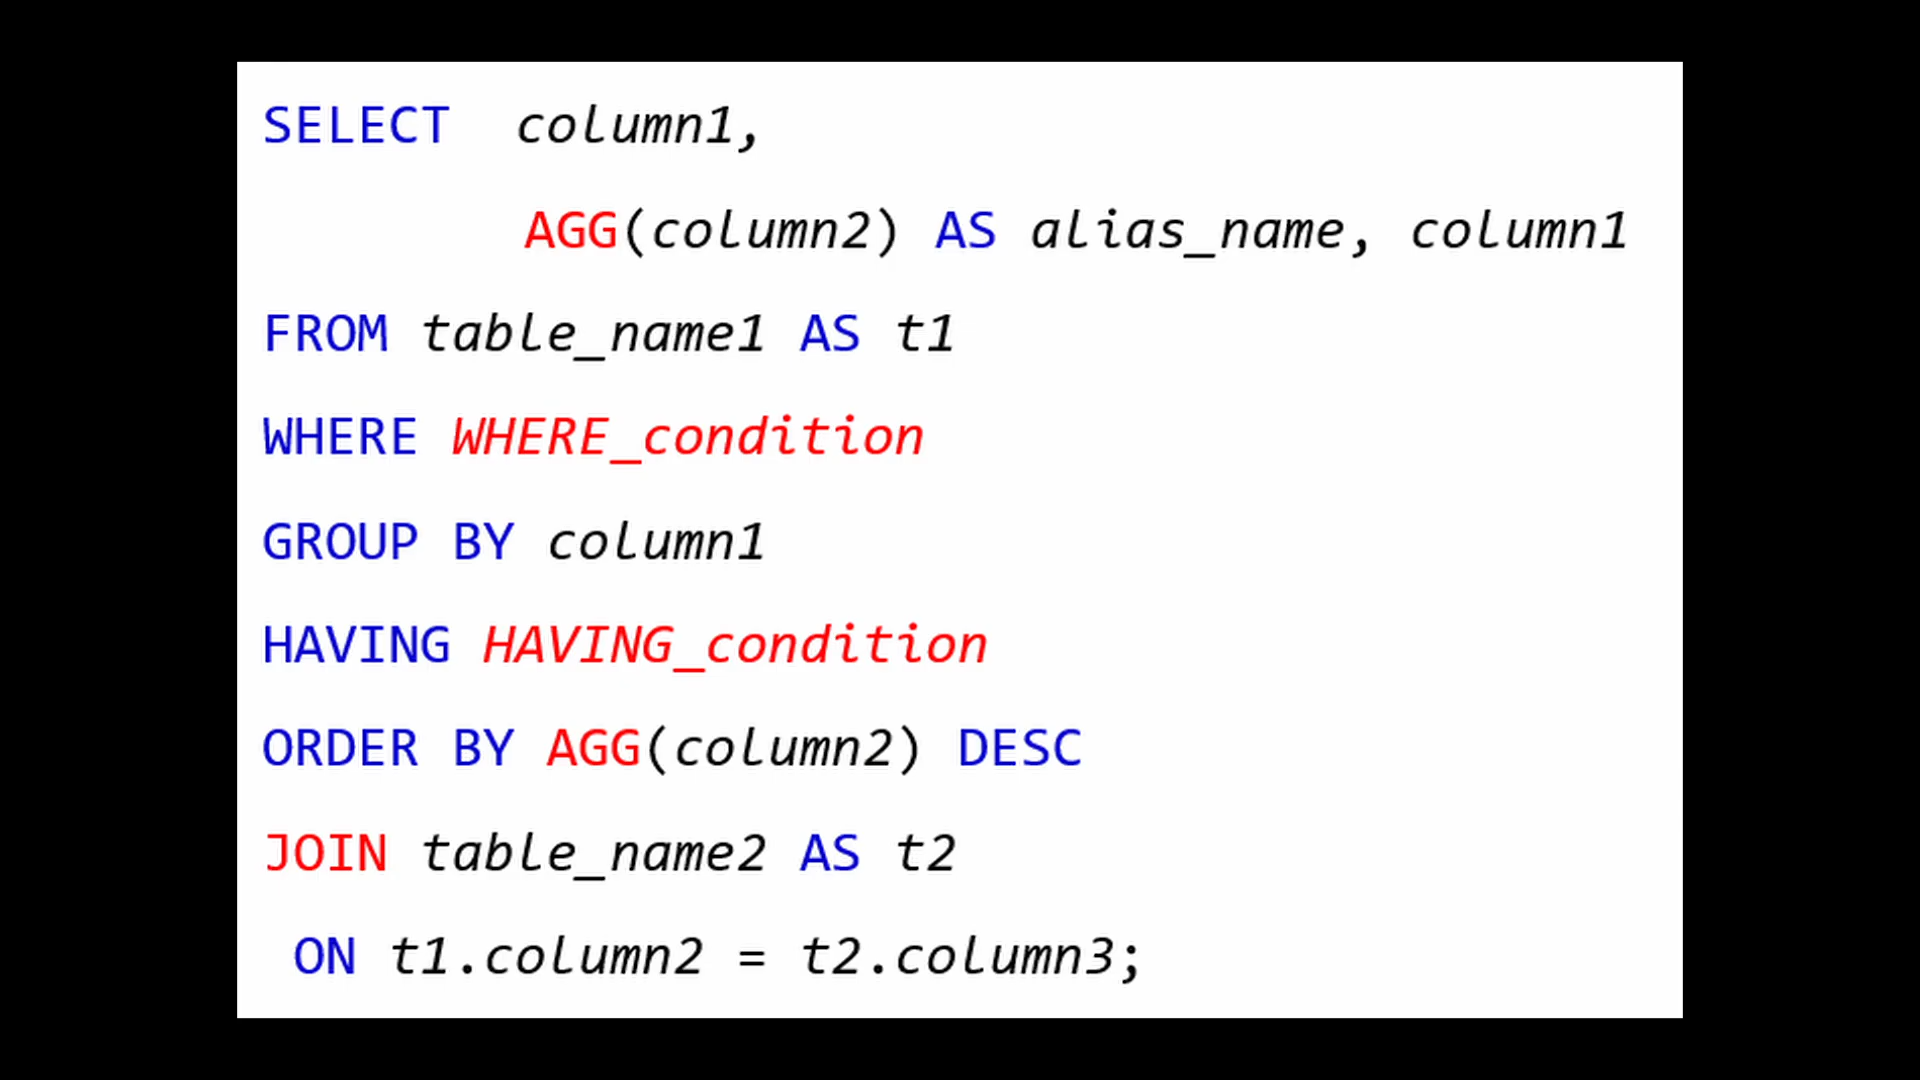 SELECT column1,
AGG(column2) AS alias_name, column1
FROM table_name1 AS t1
WHERE WHERE_condition
GROUP BY column1
HAVING HAVING_condition
ORDER BY AGG(column2) DESC
JOIN table_name2 AS t2
ON t1.column2 = t2.column3;